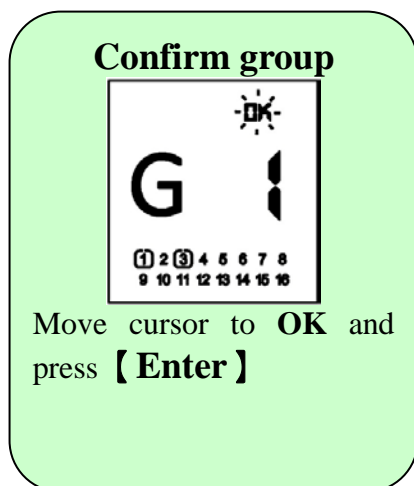 Confirm group
OK
G 1
1 2 3 4 5 6 7 8
9 10 11 12 13 14 15 16
Move cursor to OK and
press【Enter】